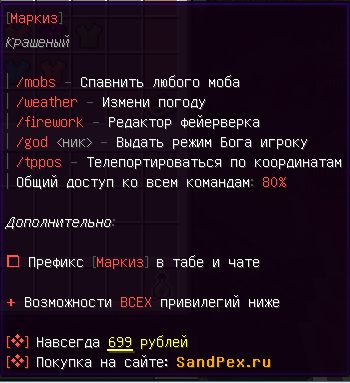 [Маркиз]
Крашеный
| /mobs – Спавнить любого моба
| /weather – Измени погоду
| /firework – Редактор фейерверка
| /god <ник> – Выдать режим Бога игроку
| /tppos – Телепортироваться по координатам
| Общий доступ ко всем командам: 80%
Дополнительно:
□ Префикс [Маркиз] в табе и чате
+ Возможности ВСЕХ привилегий ниже
[❖] Навсегда 699 рублей
[❖] Покупка на сайте: SandPex.ru